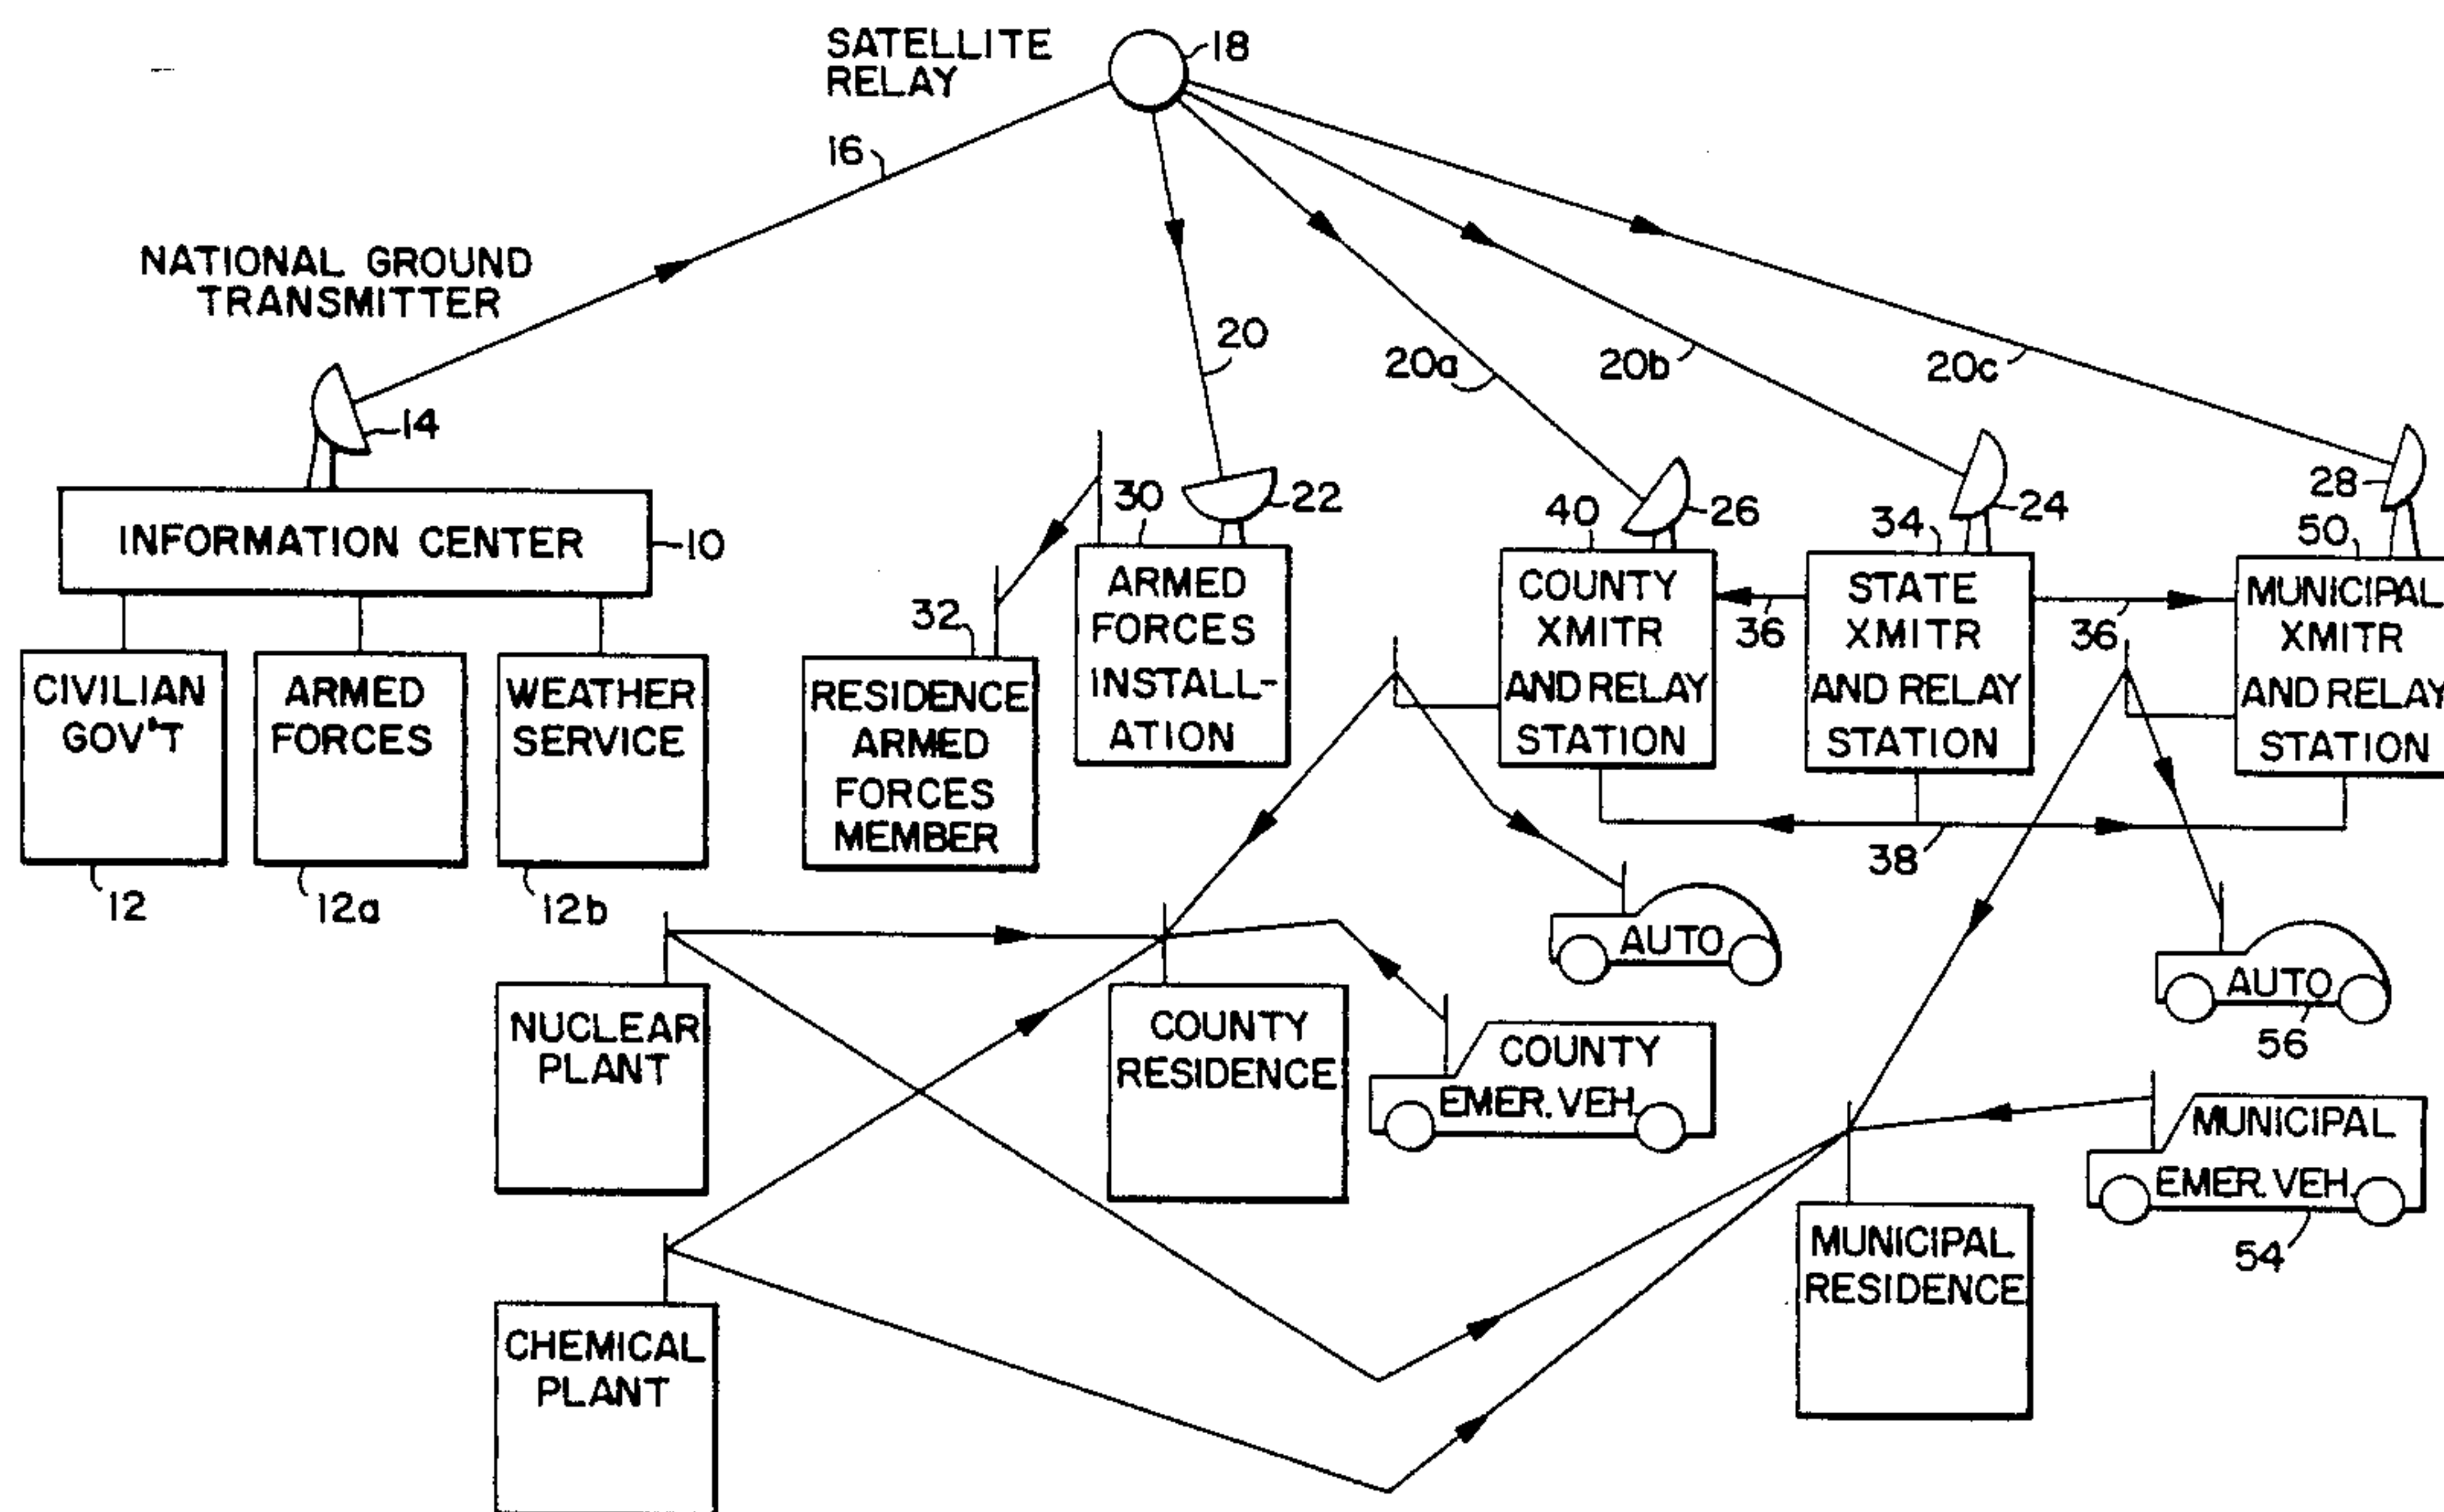 SATELLITE
RELAY
18
16
NATIONAL GROUND
TRANSMITTER
14
20
20a
20b
20c
INFORMATION CENTER
10
CIVILIAN
GOV'T
12
ARMED
FORCES
12a
WEATHER
SERVICE
12b
30
22
ARMED
FORCES
INSTALL-
ATION
32
RESIDENCE
ARMED
FORCES
MEMBER
40
26
COUNTY
XMITR
AND RELAY
STATION
36
34
24
STATE
XMITR
AND RELAY
STATION
36
28
50
MUNICIPAL
XMITR
AND RELAY
STATION
38
AUTO
AUTO
56
NUCLEAR
PLANT
COUNTY
RESIDENCE
COUNTY
EMER. VEH.
MUNICIPAL
EMER. VEH.
54
MUNICIPAL
RESIDENCE
CHEMICAL
PLANT